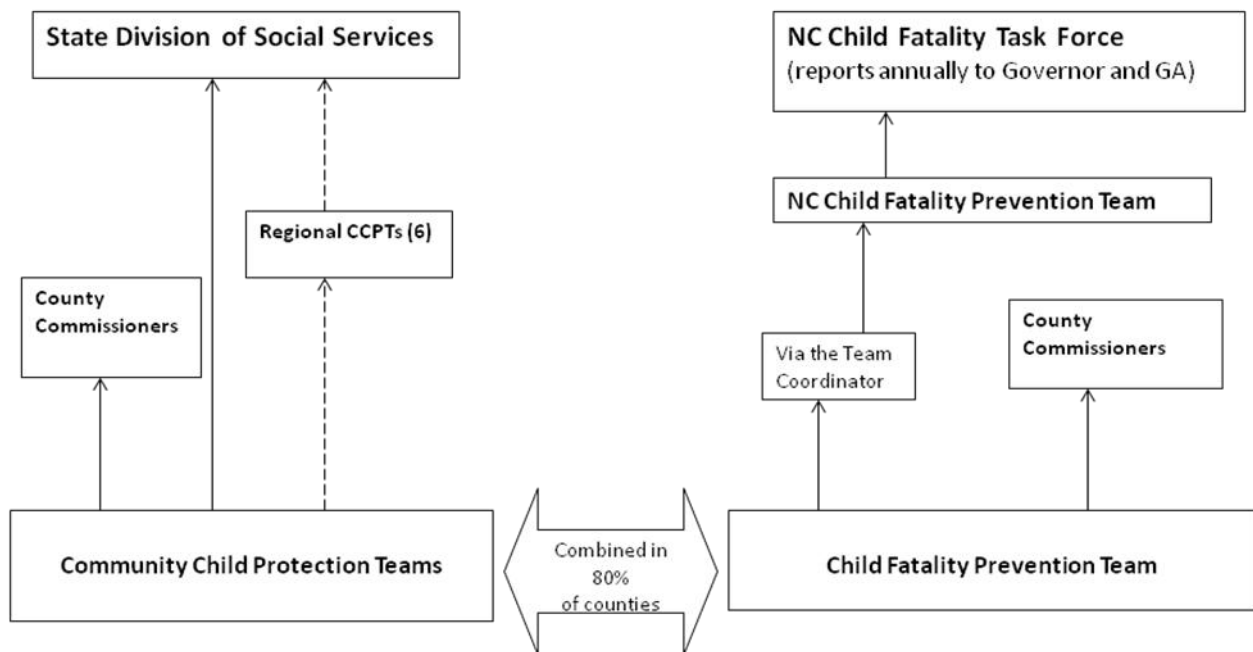 State Division of Social Services
NC Child Fatality Task Force
(reports annually to Governor and GA)
NC Child Fatality Prevention Team
Regional CCPTs (6)
County
Commissioners
Via the Team
Coordinator
County
Commissioners
Community Child Protection Teams
Combined in
80%
of counties
Child Fatality Prevention Team